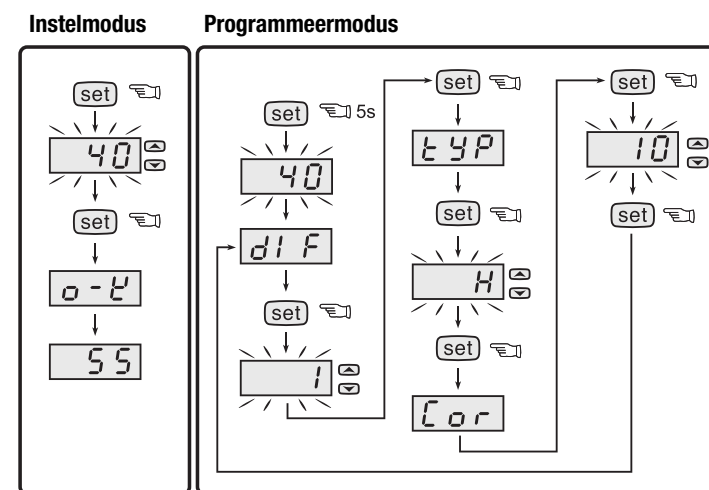 Instelmodus
set
40
set
o-k
55
Programmeermodus
set 5s
40
dIF
set
1
set
tYP
set
H
set
Cor
set
10
set